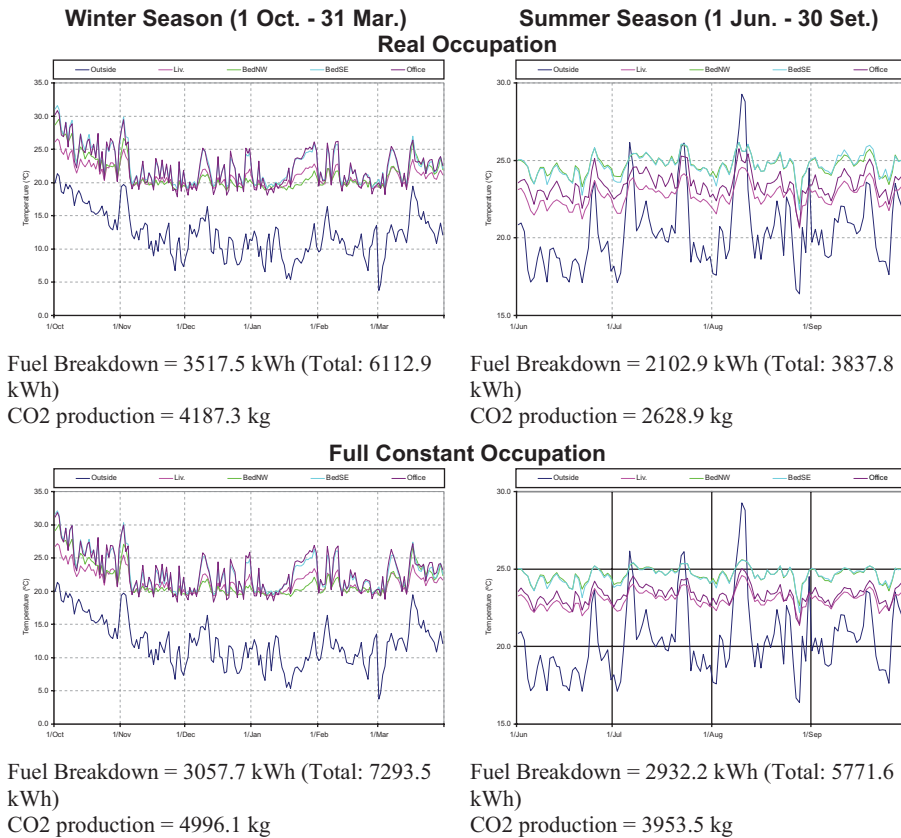 Winter Season (1 Oct. - 31 Mar.)
Summer Season (1 Jun. - 30 Set.)
Real Occupation
Outside Liv. BedNW BedSE Office
35.0
30.0
25.0
20.0
15.0
10.0
5.0
0.0
Temperature (ºC)
1/Oct 1/Nov 1/Dec 1/Jan 1/Feb 1/Mar
Outside Liv. BedNW BedSE Office
30.0
25.0
20.0
15.0
Temperature (ºC)
1/Jun 1/Jul 1/Aug 1/Sep
Fuel Breakdown = 3517.5 kWh (Total: 6112.9
kWh)
CO2 production = 4187.3 kg
Fuel Breakdown = 2102.9 kWh (Total: 3837.8
kWh)
CO2 production = 2628.9 kg
Full Constant Occupation
Outside Liv. BedNW BedSE Office
35.0
30.0
25.0
20.0
15.0
10.0
5.0
0.0
Temperature (ºC)
1/Oct 1/Nov 1/Dec 1/Jan 1/Feb 1/Mar
Outside Liv. BedNW BedSE Office
30.0
25.0
20.0
15.0
Temperature (ºC)
1/Jun 1/Jul 1/Aug 1/Sep
Fuel Breakdown = 3057.7 kWh (Total: 7293.5
kWh)
CO2 production = 4996.1 kg
Fuel Breakdown = 2932.2 kWh (Total: 5771.6
kWh)
CO2 production = 3953.5 kg